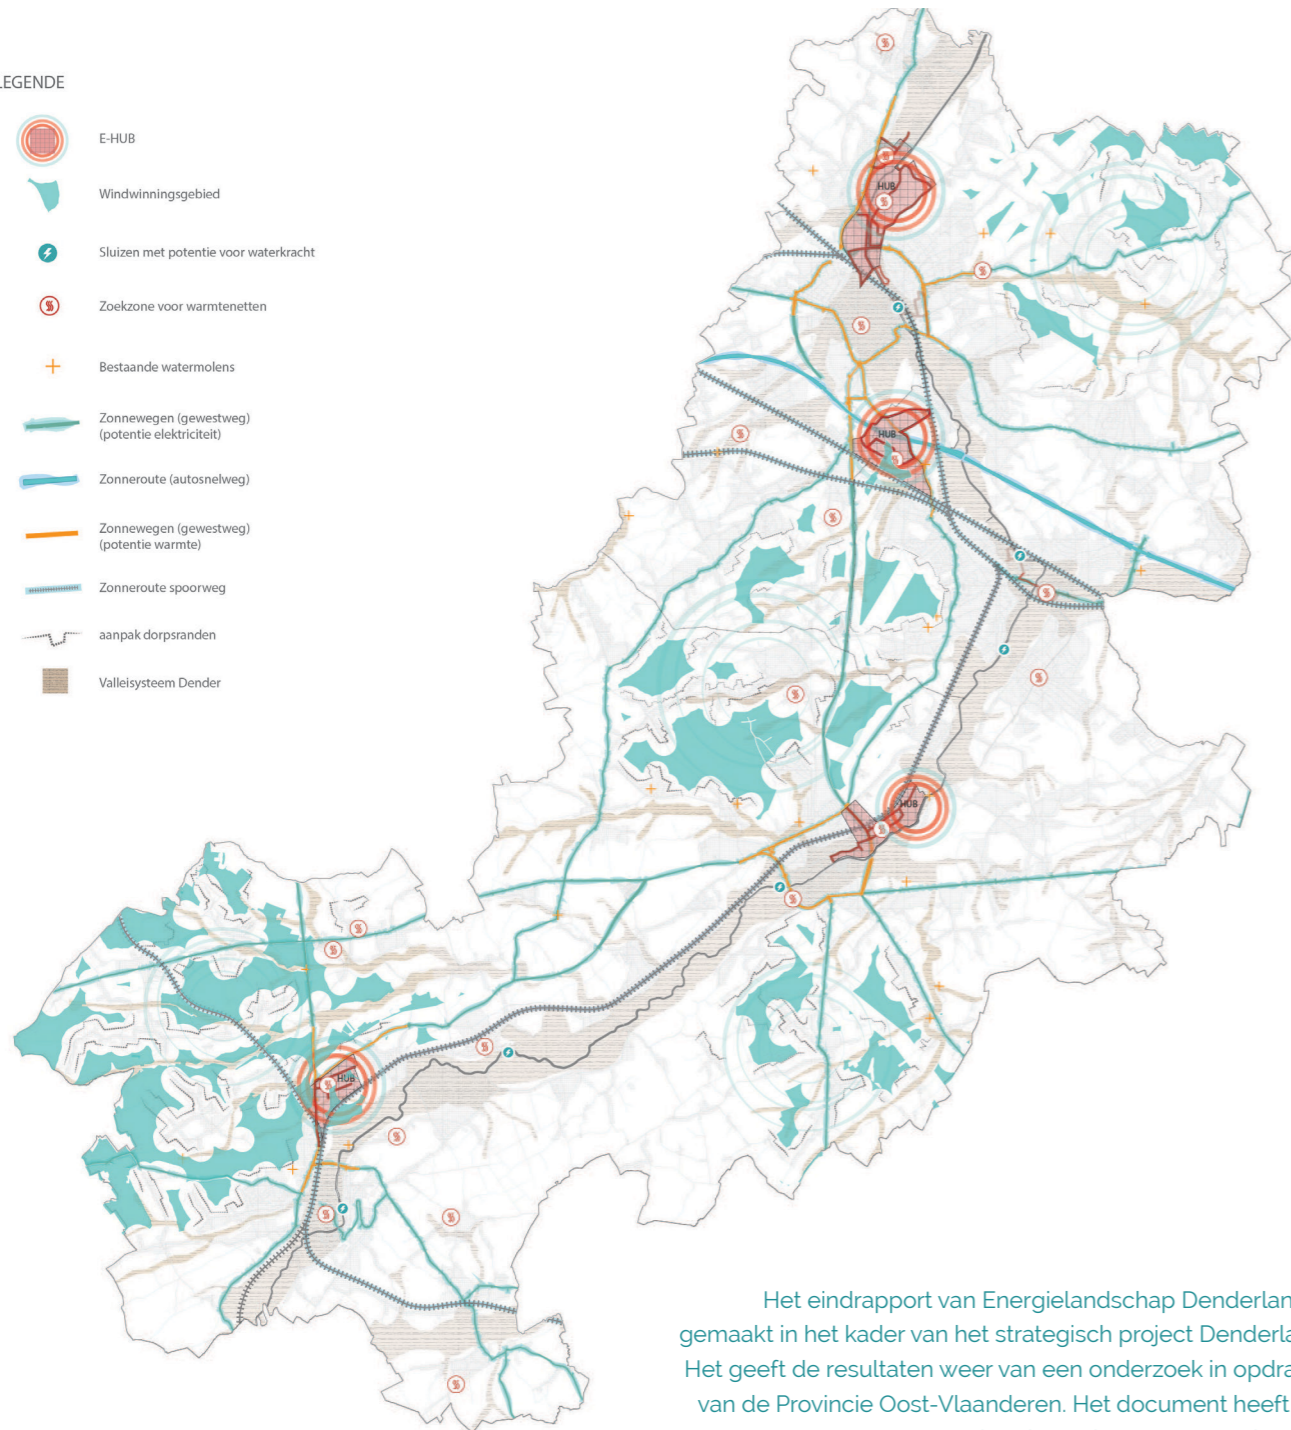 LEGENDE
E-HUB
Windwinningsgebied
Sluizen met potentie voor waterkracht
Zoekzone voor warmtenetten
Bestaande watermolens
Zonnewegen (gewestweg)
(potentie elektriciteit)
Zonneroute (autosnelweg)
Zonnewegen (gewestweg)
(potentie warmte)
Zonneroute spoorweg
aanpak dorpsranden
Valleisysteem Dender
HUB
HUB
HUB
HUB
Het eindrapport van Energielandschap Denderlan
gemaakt in het kader van het strategisch project Denderla
Het geeft de resultaten weer van een onderzoek in opdra
van de Provincie Oost-Vlaanderen. Het document heeft